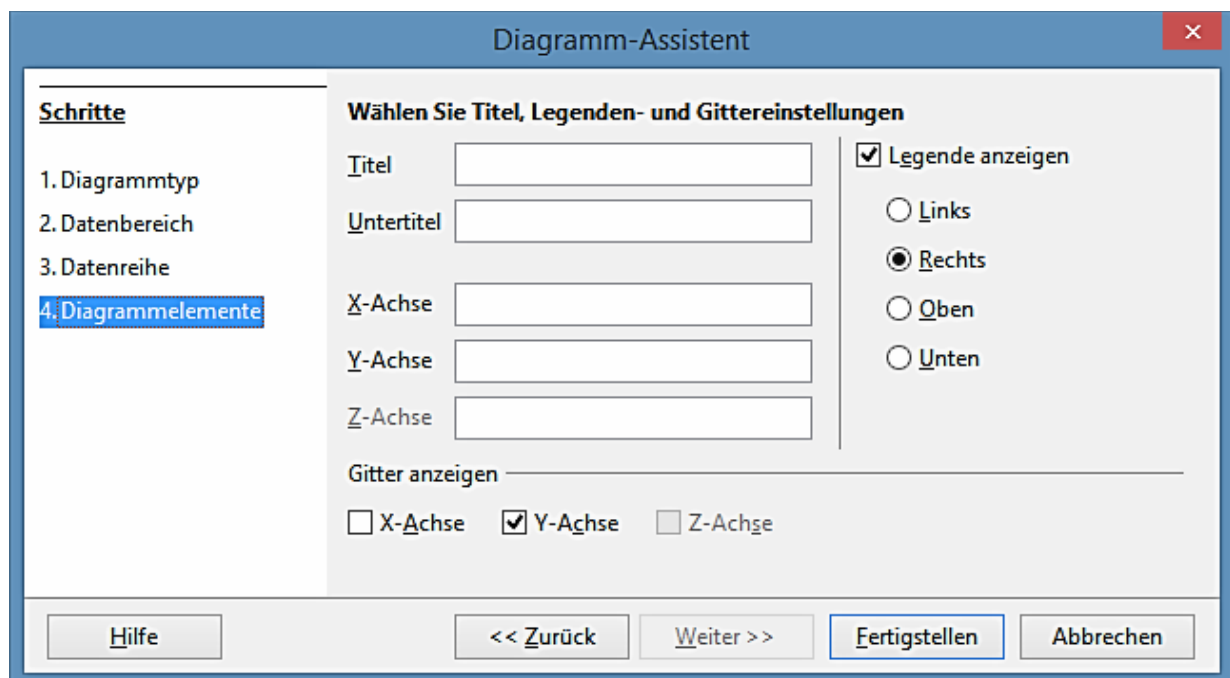 Diagramm-Assistent
Schritte
1. Diagrammtyp
2. Datenbereich
3. Datenreihe
4. Diagrammelemente
Wählen Sie Titel, Legenden- und Gittereinstellungen
Titel
Untertitel
X-Achse
Y-Achse
Z-Achse
Legende anzeigen
Links
Rechts
Oben
Unten
Gitter anzeigen
X-Achse Y-Achse Z-Achse
Hilfe << Zurück Weiter >> Fertigstellen Abbrechen